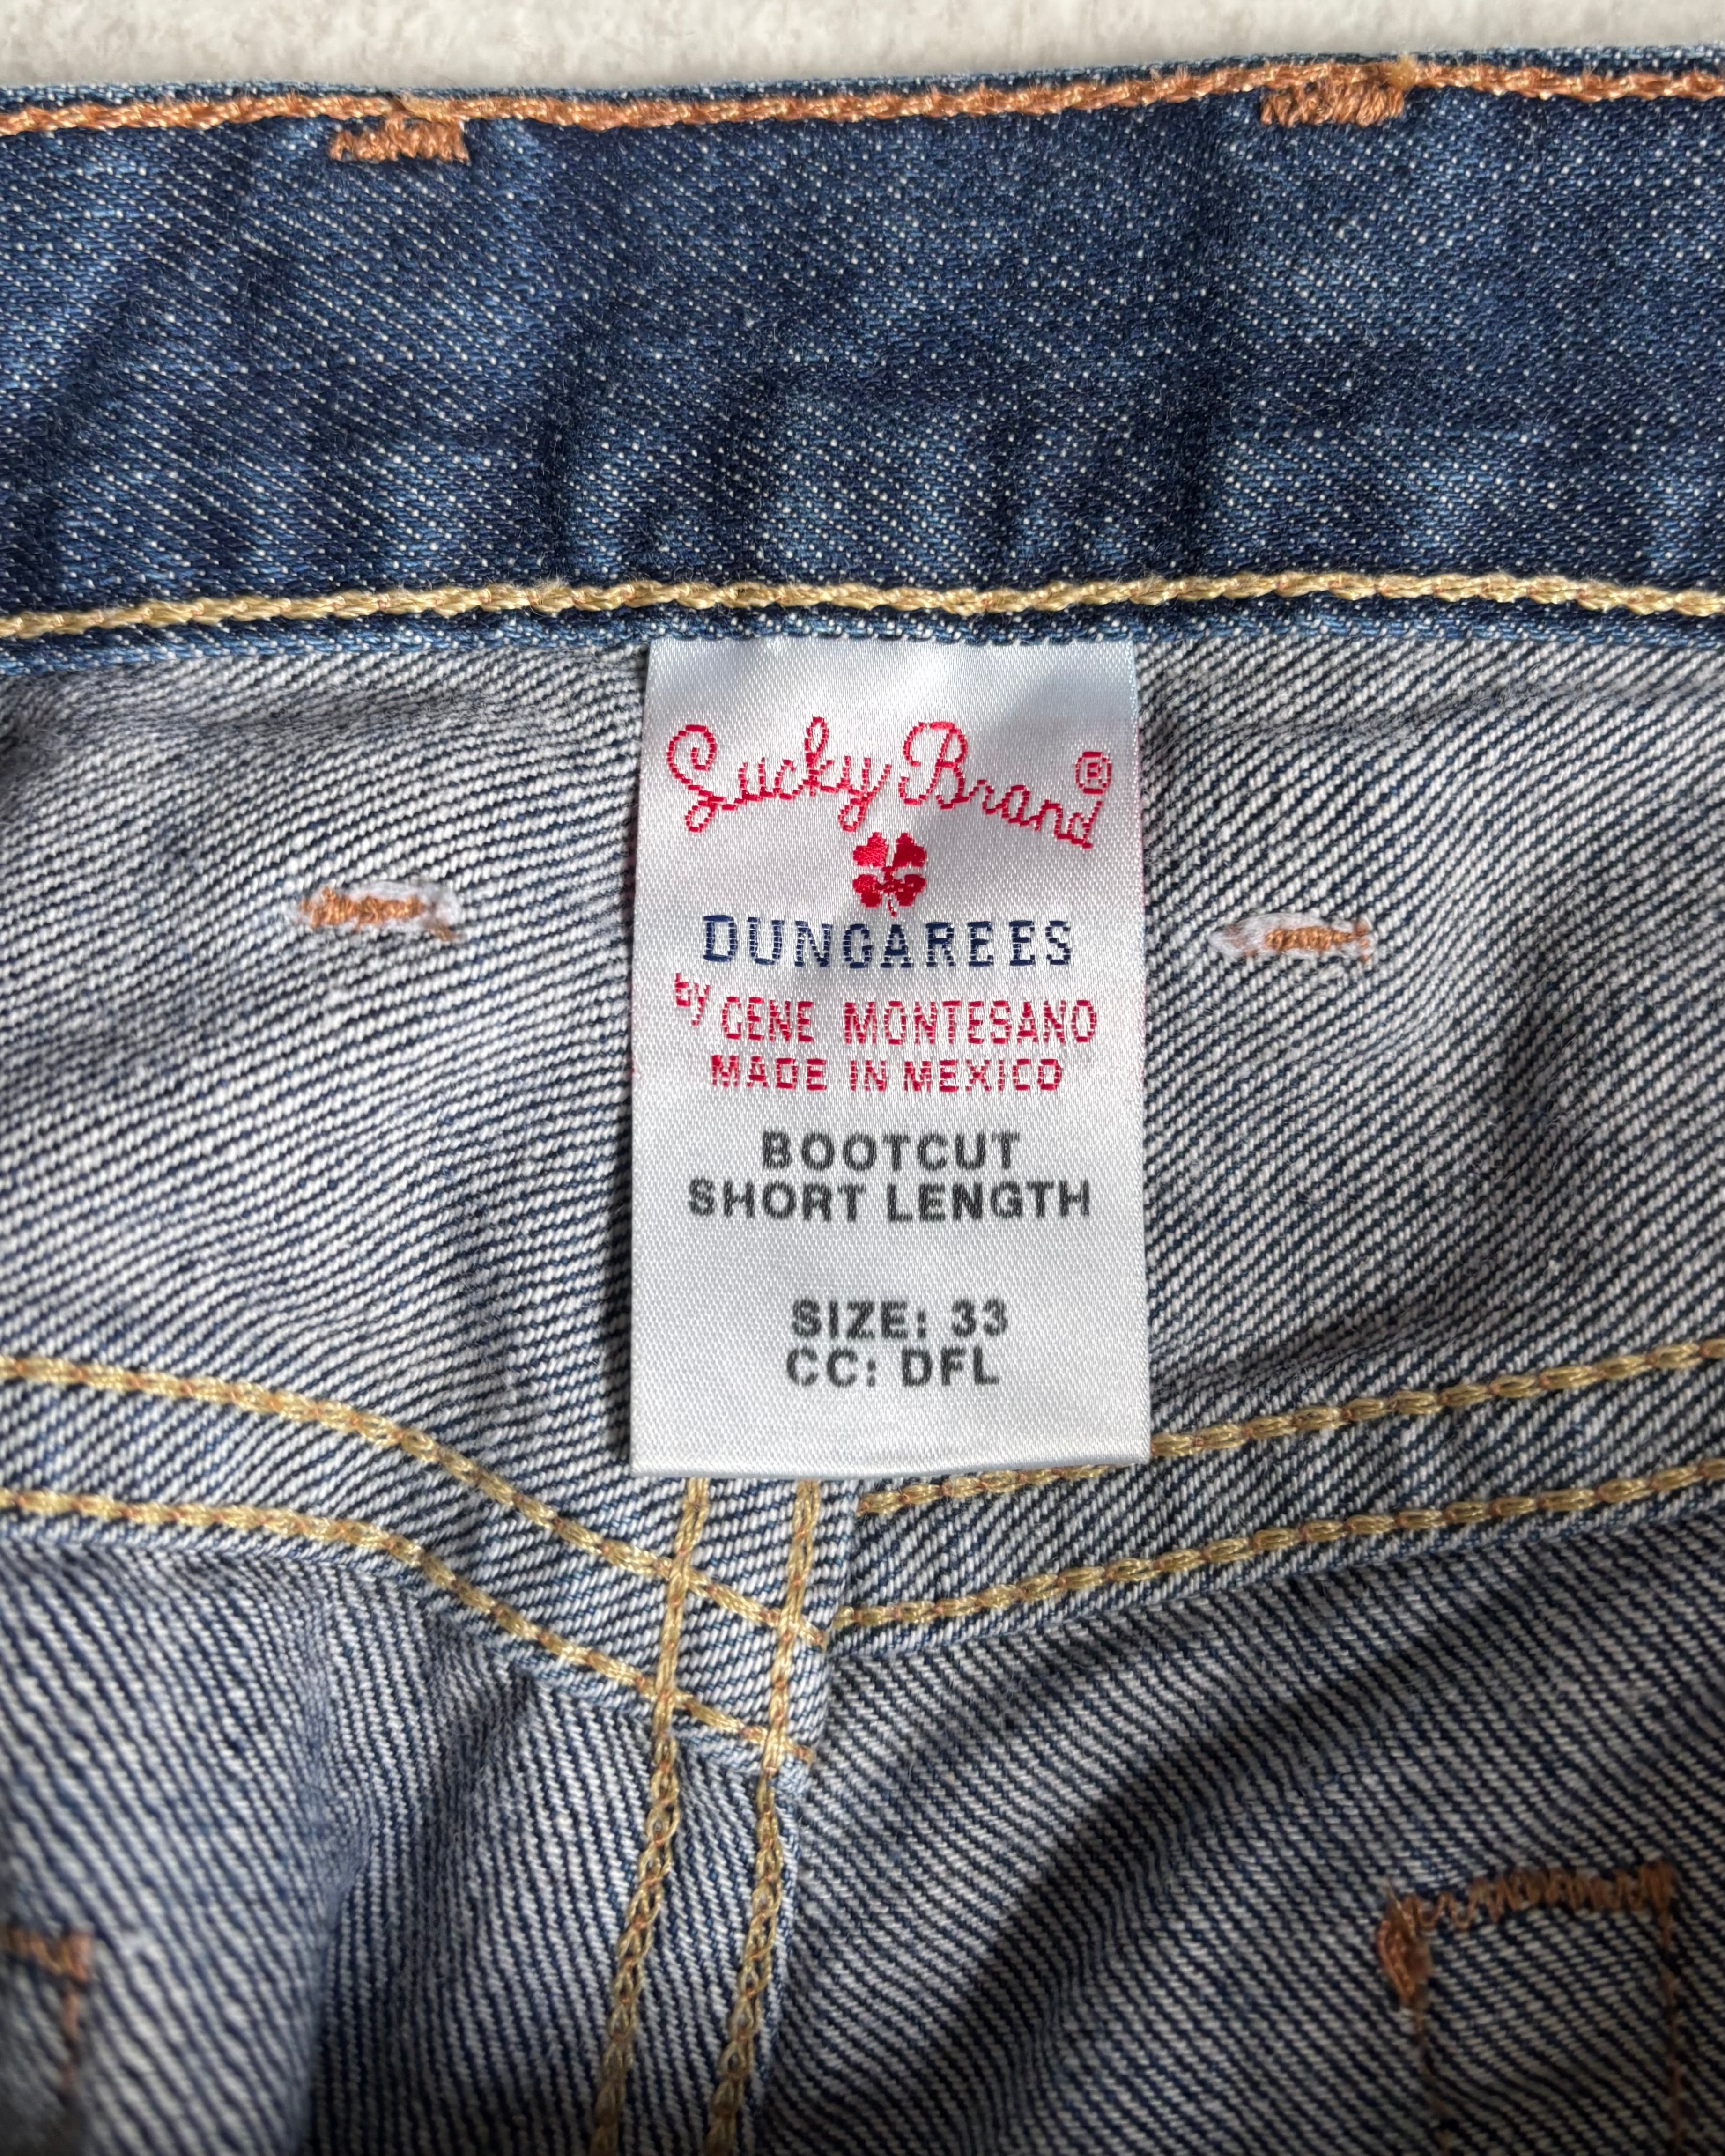 Lucky Brand®
DUNGAREES
by GENE MONTESANO
MADE IN MEXICO
BOOTCUT
SHORT LENGTH
SIZE: 33
CC: DFL